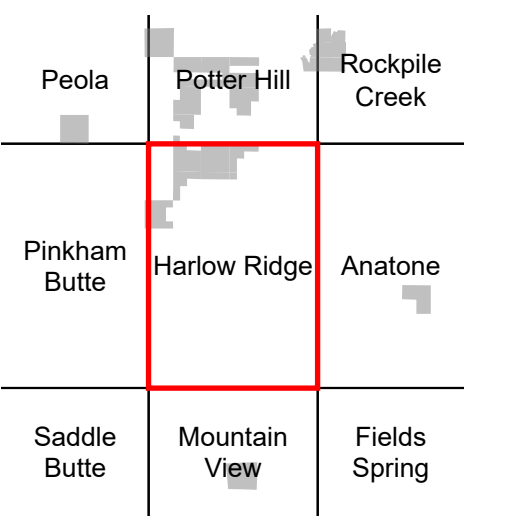 Peola
Potter Hill
Rockpile
Creek
Pinkham
Butte
Harlow Ridge
Anatone
Saddle
Butte
Mountain
View
Fields
Spring